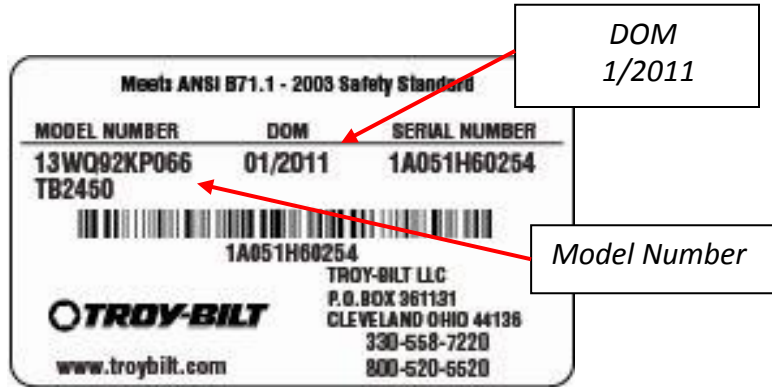 DOM
1/2011
Meets ANSI B71.1 - 2003 Safety Standard
MODEL NUMBER DOM SERIAL NUMBER
13WQ92KP066 01/2011 1A051H60254
TB2450
1A051H60254
Model Number
TROY-BILT LLC
P.O.BOX 361131
CLEVELAND OHIO 44136
330-558-7220
800-520-5520
TROY-BILT
www.troybilt.com